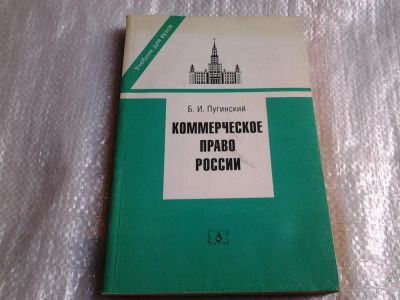 Учебник для вузов
Б. И. Пугинский
КОММЕРЧЕСКОЕ
ПРАВО
РОССИИ